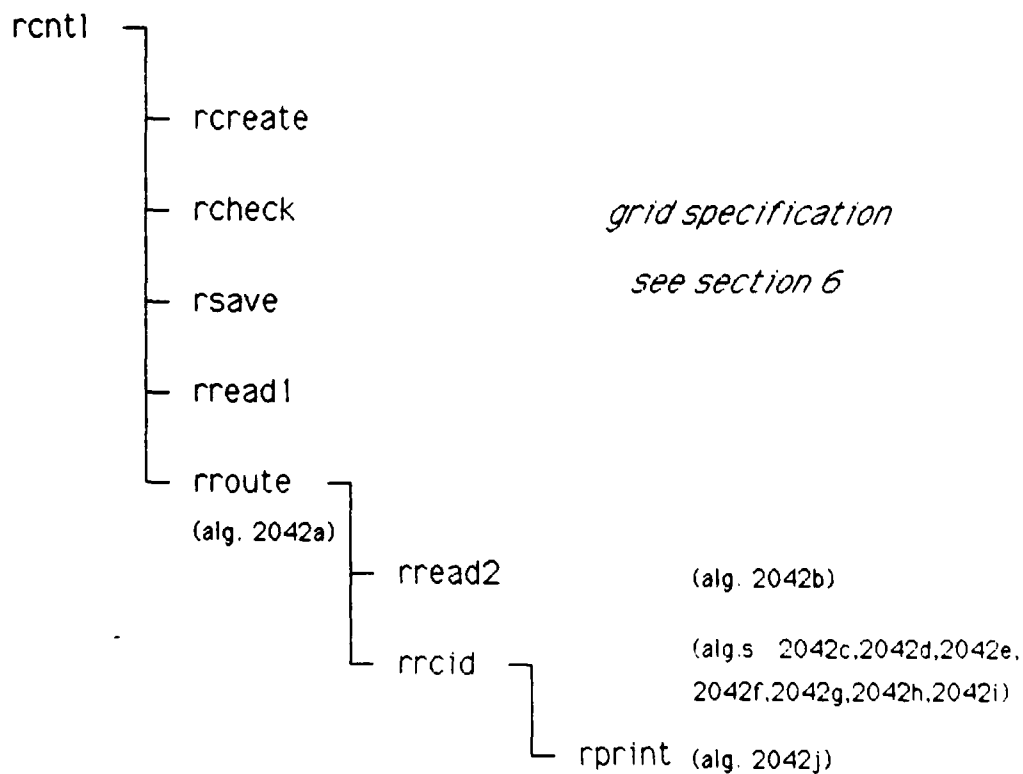 rcntl
rcreate
rcheck
grid specification
rsave
see section 6
rread1
rroute
(alg. 2042a)
rread2 (alg. 2042b)
rrcid (alg.s 2042c,2042d,2042e,
2042f,2042g,2042h,2042i)
rprint (alg. 2042j)